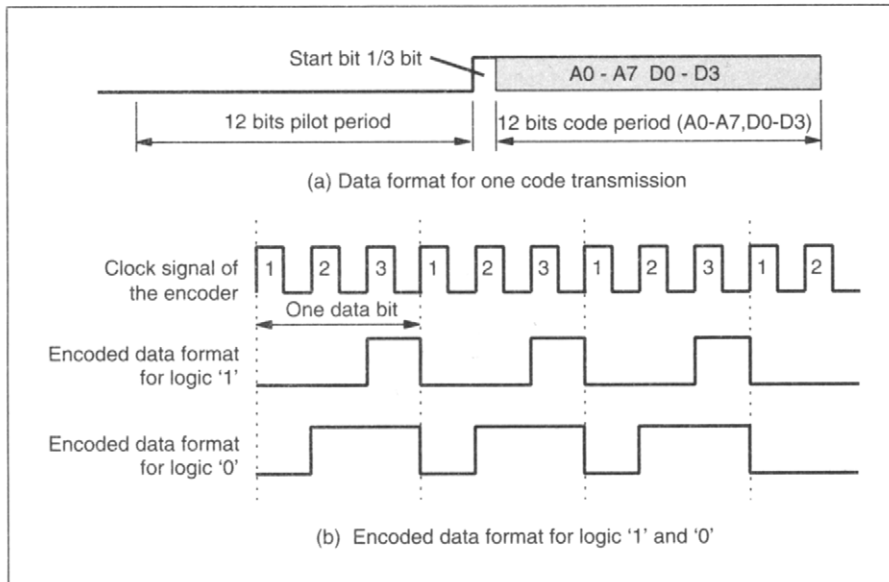 Start bit 1/3 bit
A0 - A7 D0 - D3
12 bits pilot period
12 bits code period (A0-A7,D0-D3)
(a) Data format for one code transmission
Clock signal of
the encoder
1 2 3 1 2 3 1 2 3 1 2
One data bit
Encoded data format
for logic ‘1’
Encoded data format
for logic ‘0’
(b) Encoded data format for logic ‘1’ and ‘0’